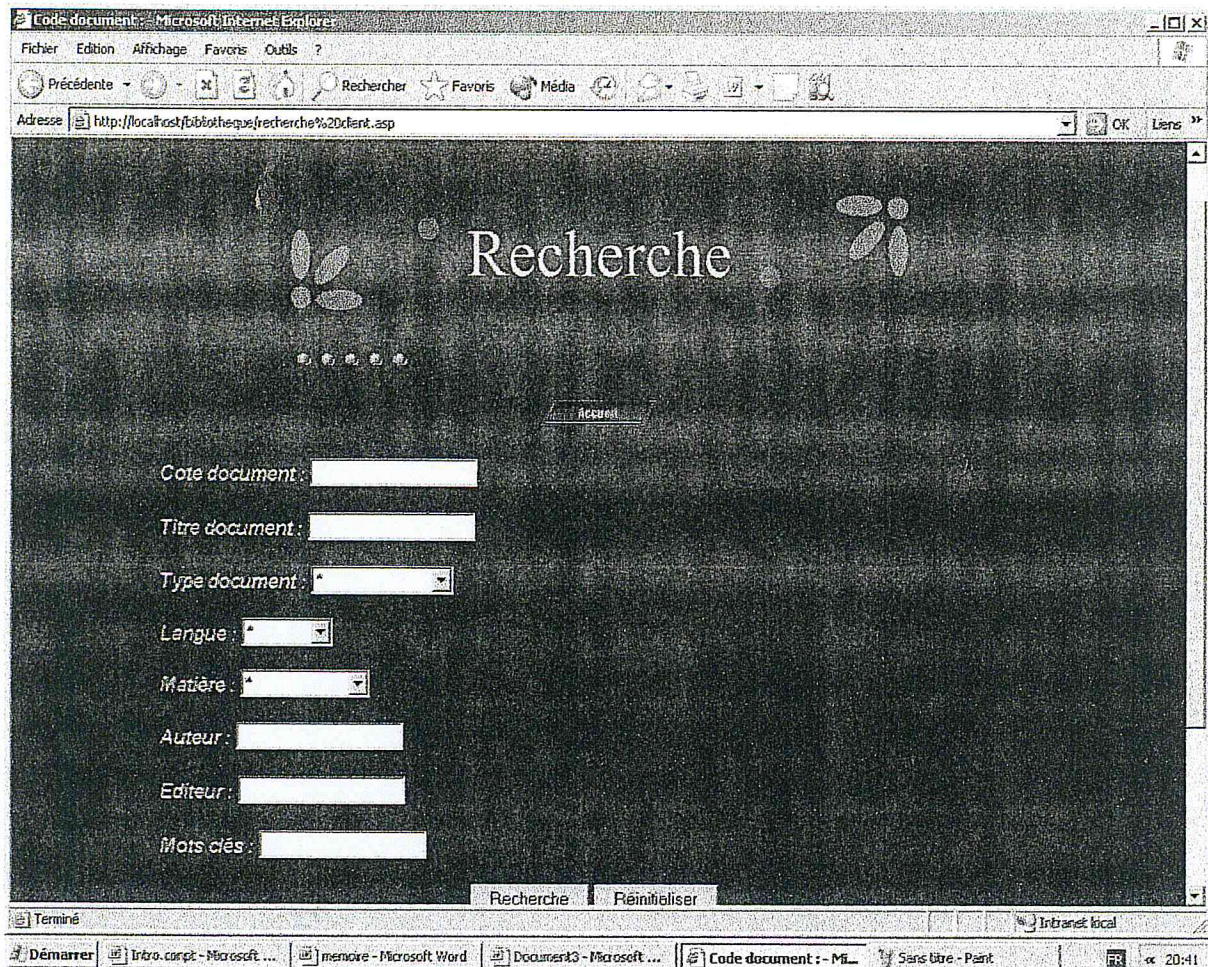 Code document : - Microsoft Internet Explorer
Fichier Edition Affichage Favoris Outils ?
Précédente Rechercher Favoris Média
Adresse http://localhost/bibliotheque/recherche%20client.asp OK Liens »
Recherche
Accueil
Cote document :
Titre document :
Type document : *
Langue : *
Matière : *
Auteur :
Editeur :
Mots clés :
Recherche Réinitialiser
Terminé Intranet local
Démarrer Intro.conpt - Microsoft ... memoire - Microsoft Word Document3 - Microsoft ... Code document : - Mi... Sans titre - Paint FR « 20:41